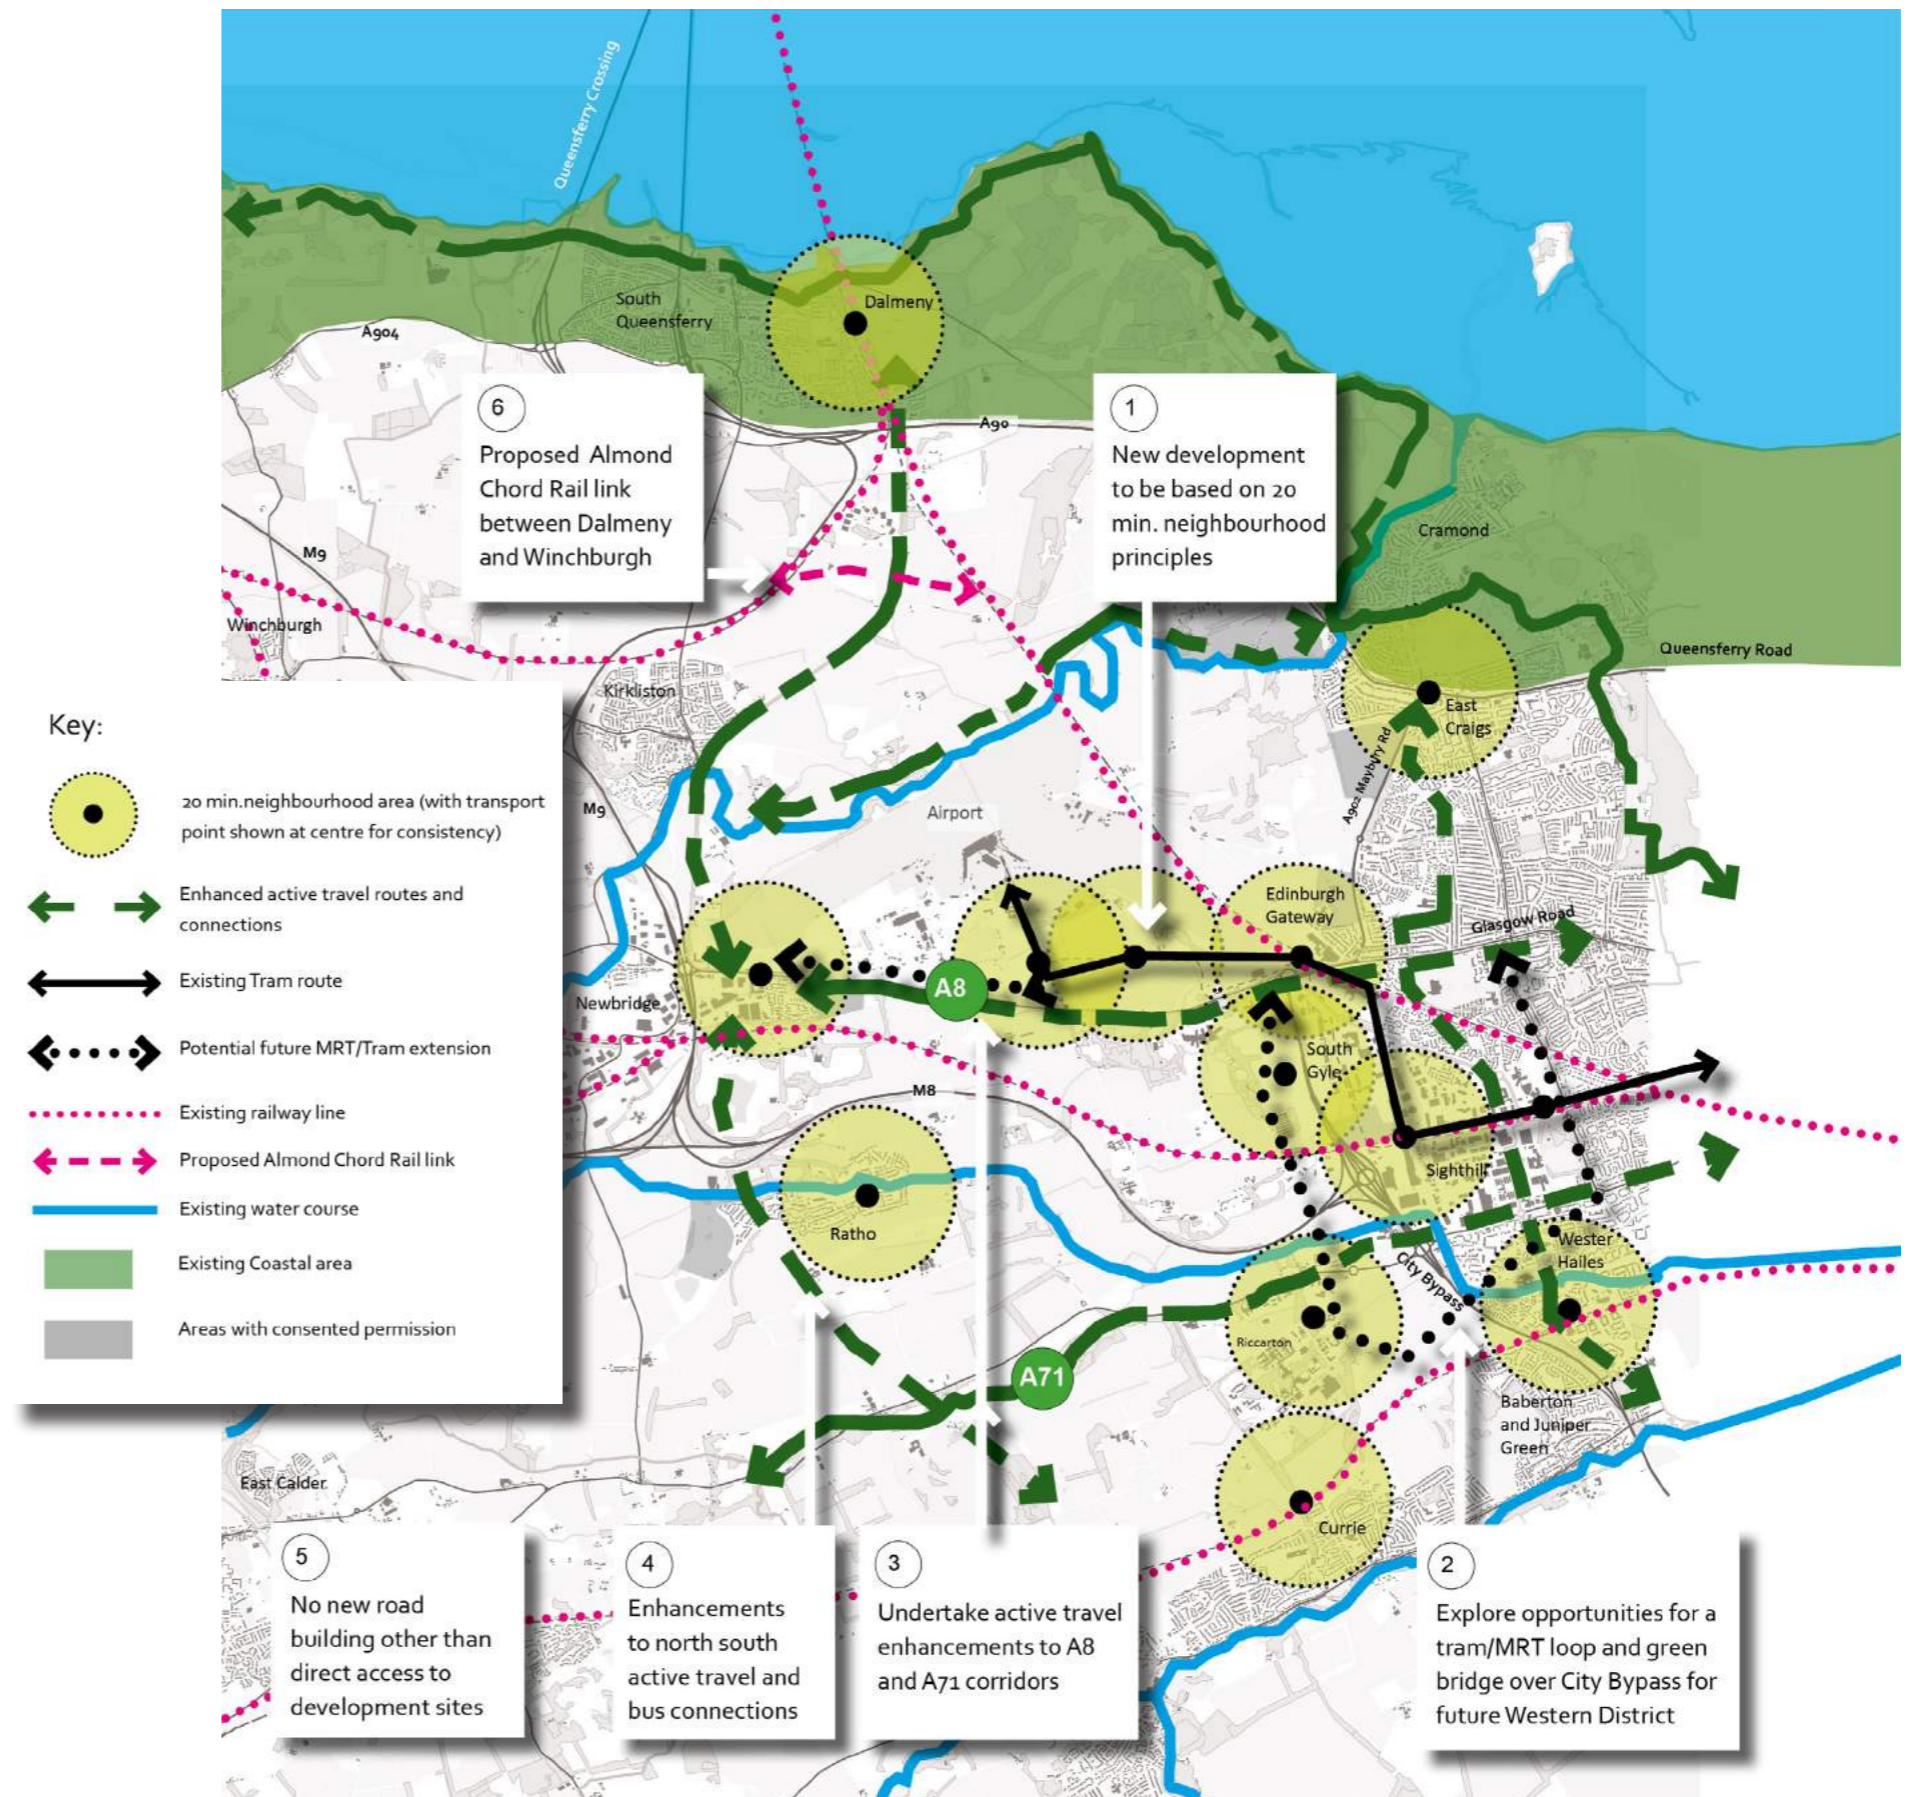 Queensferry Crossing
South
Queensferry
Dalmeny
A904
A90
6
Proposed Almond
Chord Rail link
between Dalmeny
and Winchburgh
1
New development
to be based on 20
min. neighbourhood
principles
Cramond
M9
Winchburgh
Kirkliston
Queensferry Road
East
Craigs
A902 Maybury Rd
Key:
20 min.neighbourhood area (with transport
point shown at centre for consistency)
Enhanced active travel routes and
connections
Existing Tram route
Potential future MRT/Tram extension
Existing railway line
Proposed Almond Chord Rail link
Existing water course
Existing Coastal area
Areas with consented permission
M9
Airport
Edinburgh
Gateway
Glasgow Road
A8
Newbridge
South
Gyle
M8
Sighthill
Ratho
Wester
Hailes
City Bypass
Riccarton
A71
Baberton
and Juniper
Green
East Calder
Currie
5
No new road
building other than
direct access to
development sites
4
Enhancements
to north south
active travel and
bus connections
3
Undertake active travel
enhancements to A8
and A71 corridors
2
Explore opportunities for a
tram/MRT loop and green
bridge over City Bypass for
future Western District